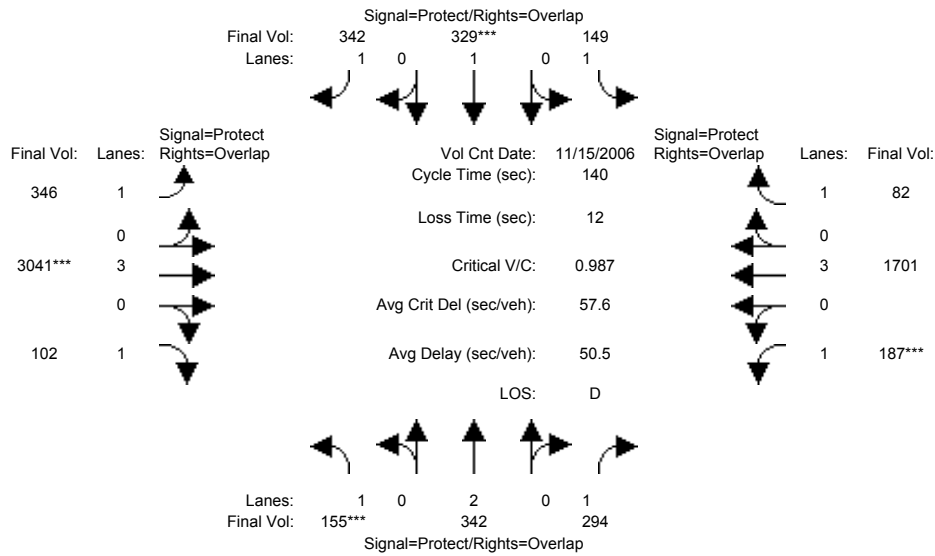 Signal=Protect/Rights=Overlap
Final Vol: 342 329*** 149
Lanes: 1 0 1 0 1
Signal=Protect Signal=Protect
Final Vol: Lanes: Rights=Overlap Vol Cnt Date: 11/15/2006 Rights=Overlap Lanes: Final Vol:
Cycle Time (sec): 140
346 1 1 82
Loss Time (sec): 12
0 0
3041*** 3 Critical V/C: 0.987 3 1701
0 Avg Crit Del (sec/veh): 57.6 0
102 1 Avg Delay (sec/veh): 50.5 1 187***
LOS: D
Lanes: 1 0 2 0 1
Final Vol: 155*** 342 294
Signal=Protect/Rights=Overlap